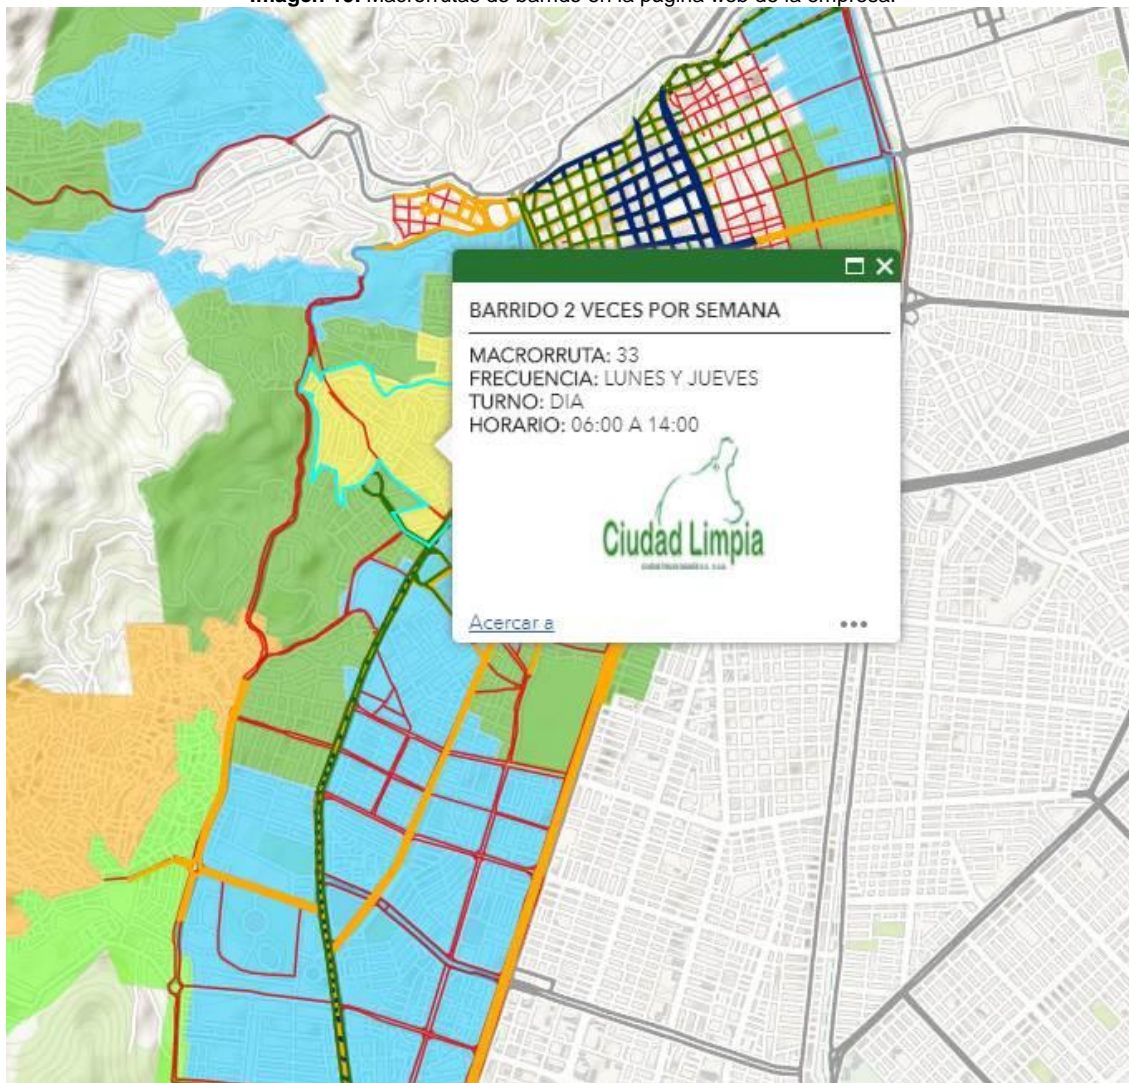 Imagen 10. Macrorrutas de barrido en la página web de la empresa.
BARRIDO 2 VECES POR SEMANA
MACRORRUTA: 33
FRECUENCIA: LUNES Y JUEVES
TURNO: DIA
HORARIO: 06:00 A 14:00
Ciudad Limpia
Acercar a